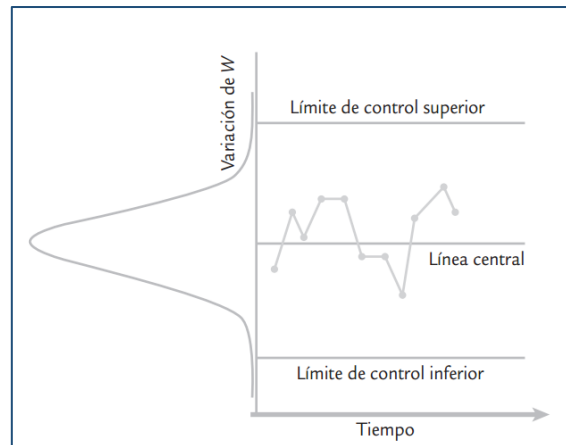 Variación de W
Límite de control superior
Línea central
Límite de control inferior
Tiempo